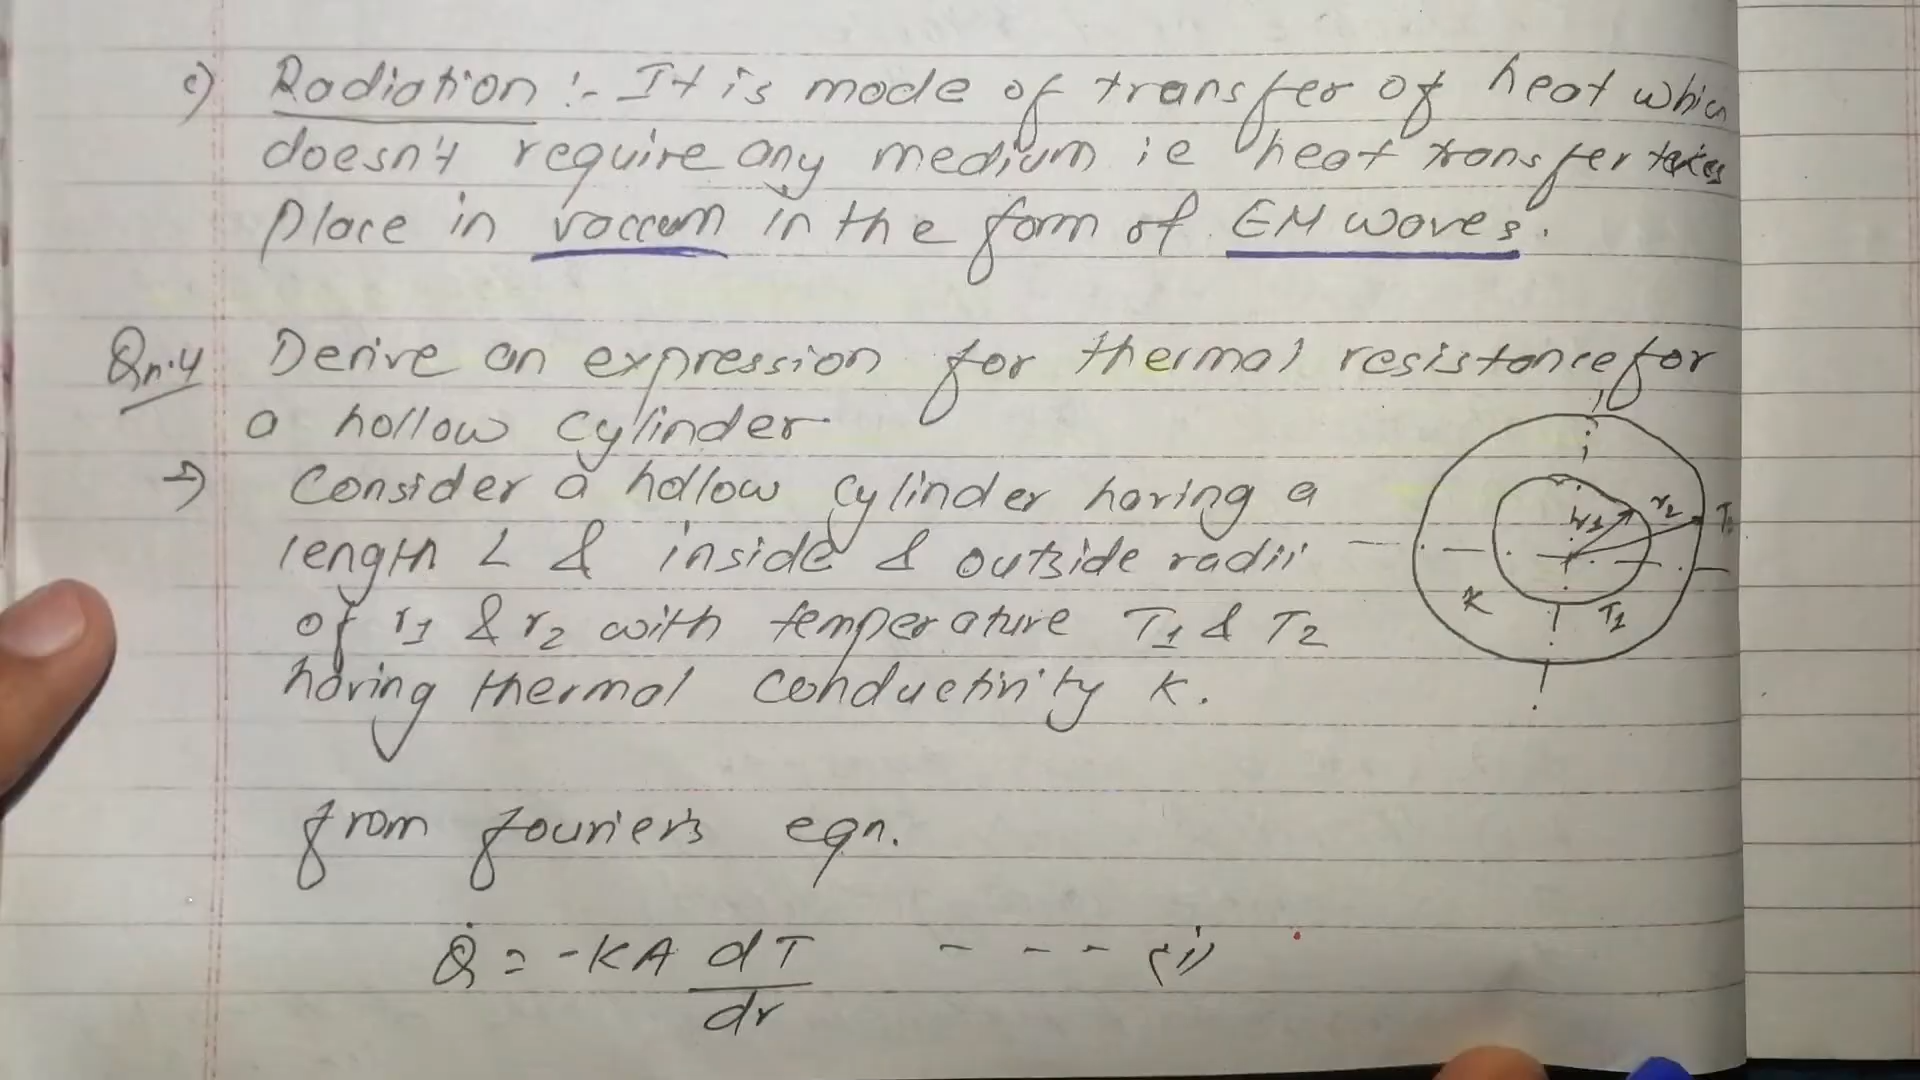 c) Radiation :- It is mode of transfer of heat which
doesn't require any medium ie heat transfer takes
place in vaccum in the form of EM waves.
Qn.4 Derive an expression for thermal resistance for
a hollow cylinder
→ Consider a hollow cylinder having a
length L & inside & outside radii
of r1 & r2 with temperature T1 & T2
having thermal conductivity K.
r1 r2
K T1
from fourier's eqn.
Q̇ = -KA dT/dr - - - (i)